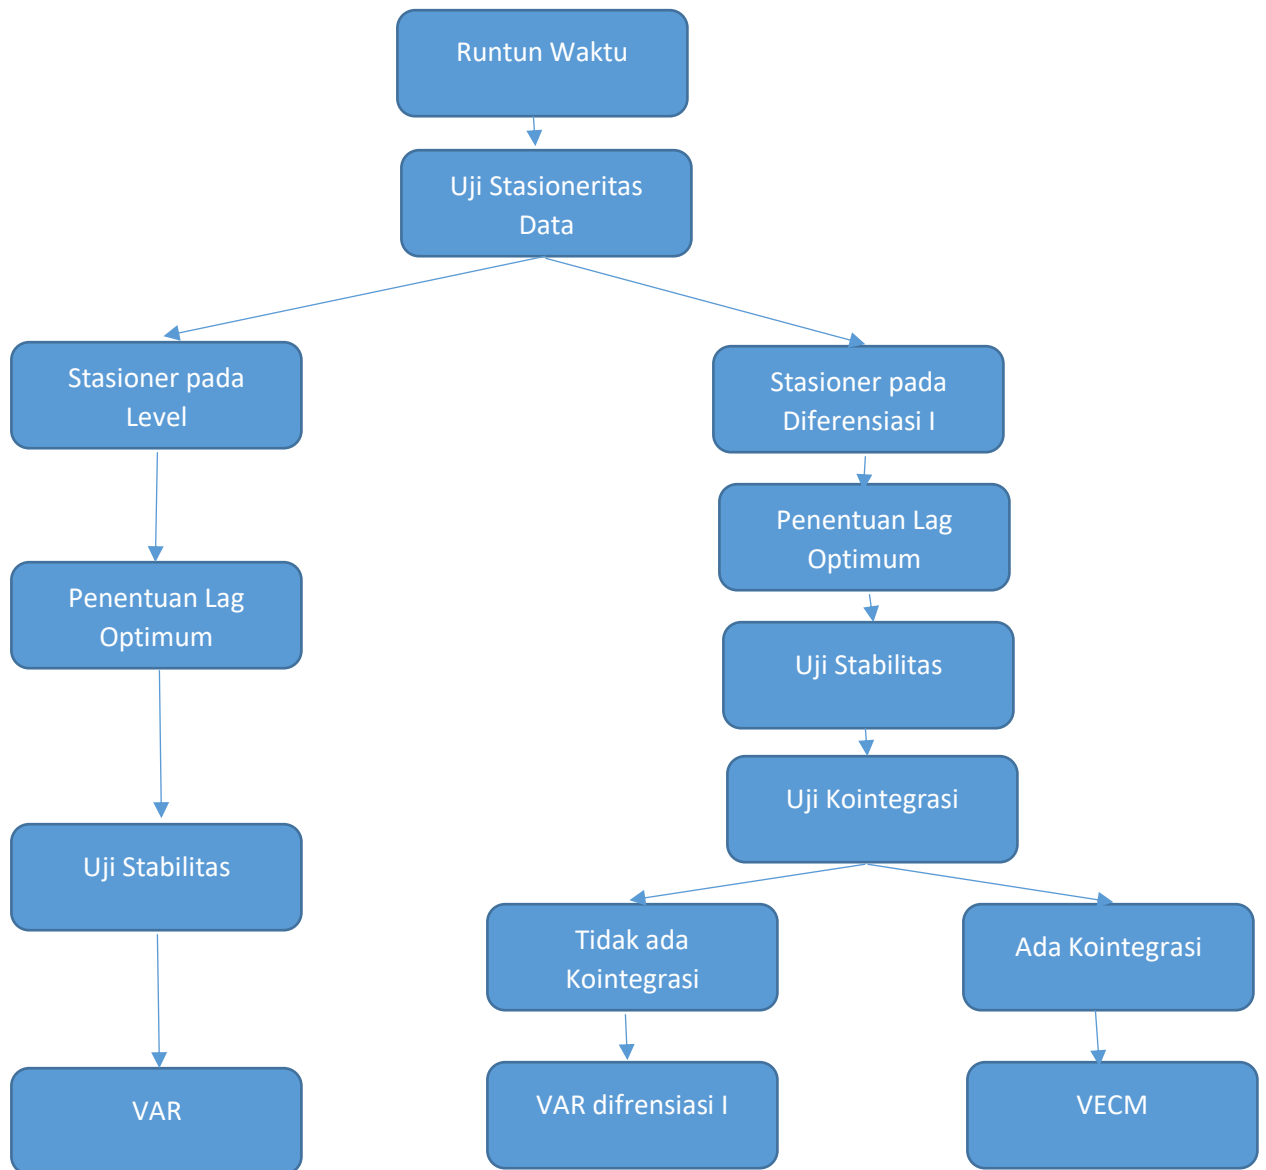 Runtun Waktu
Uji Stasioneritas
Data
Stasioner pada
Level
Stasioner pada
Diferensiasi I
Penentuan Lag
Optimum
Penentuan Lag
Optimum
Uji Stabilitas
Uji Kointegrasi
Uji Stabilitas
Tidak ada
Kointegrasi
Ada Kointegrasi
VAR
VAR difrensiasi I
VECM